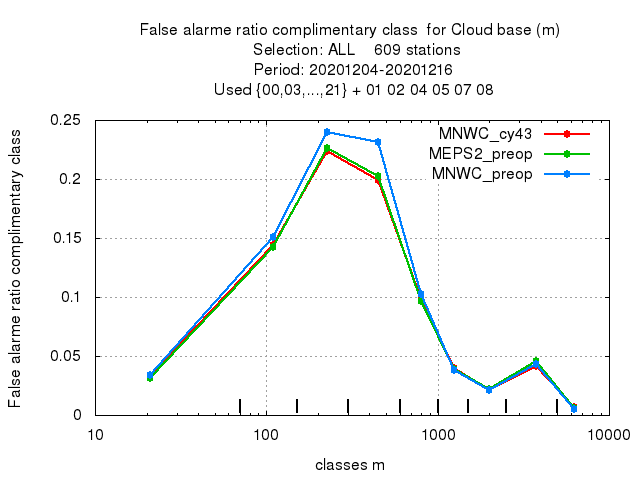 False alarme ratio complimentary class  for Cloud base (m)
Selection: ALL    609 stations
Period: 20201204-20201216
Used {00,03,...,21} + 01 02 04 05 07 08
MNWC_cy43
MEPS2_preop
MNWC_preop
False alarme ratio complimentary class
0.25
0.2
0.15
0.1
0.05
0
10 100 1000 10000
classes m